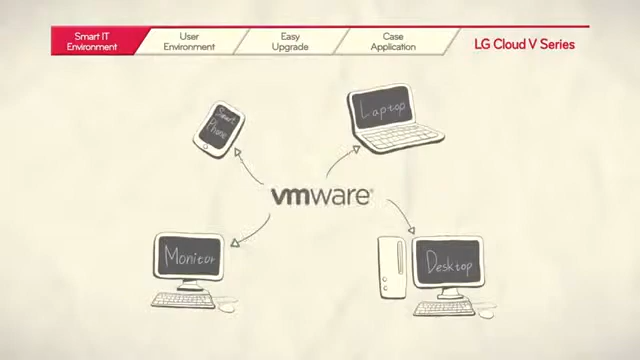 Smart IT
Environment
User
Environment
Easy
Upgrade
Case
Application
LG Cloud V Series
Smart
Phone
Laptop
vmware®
Monitor
Desktop